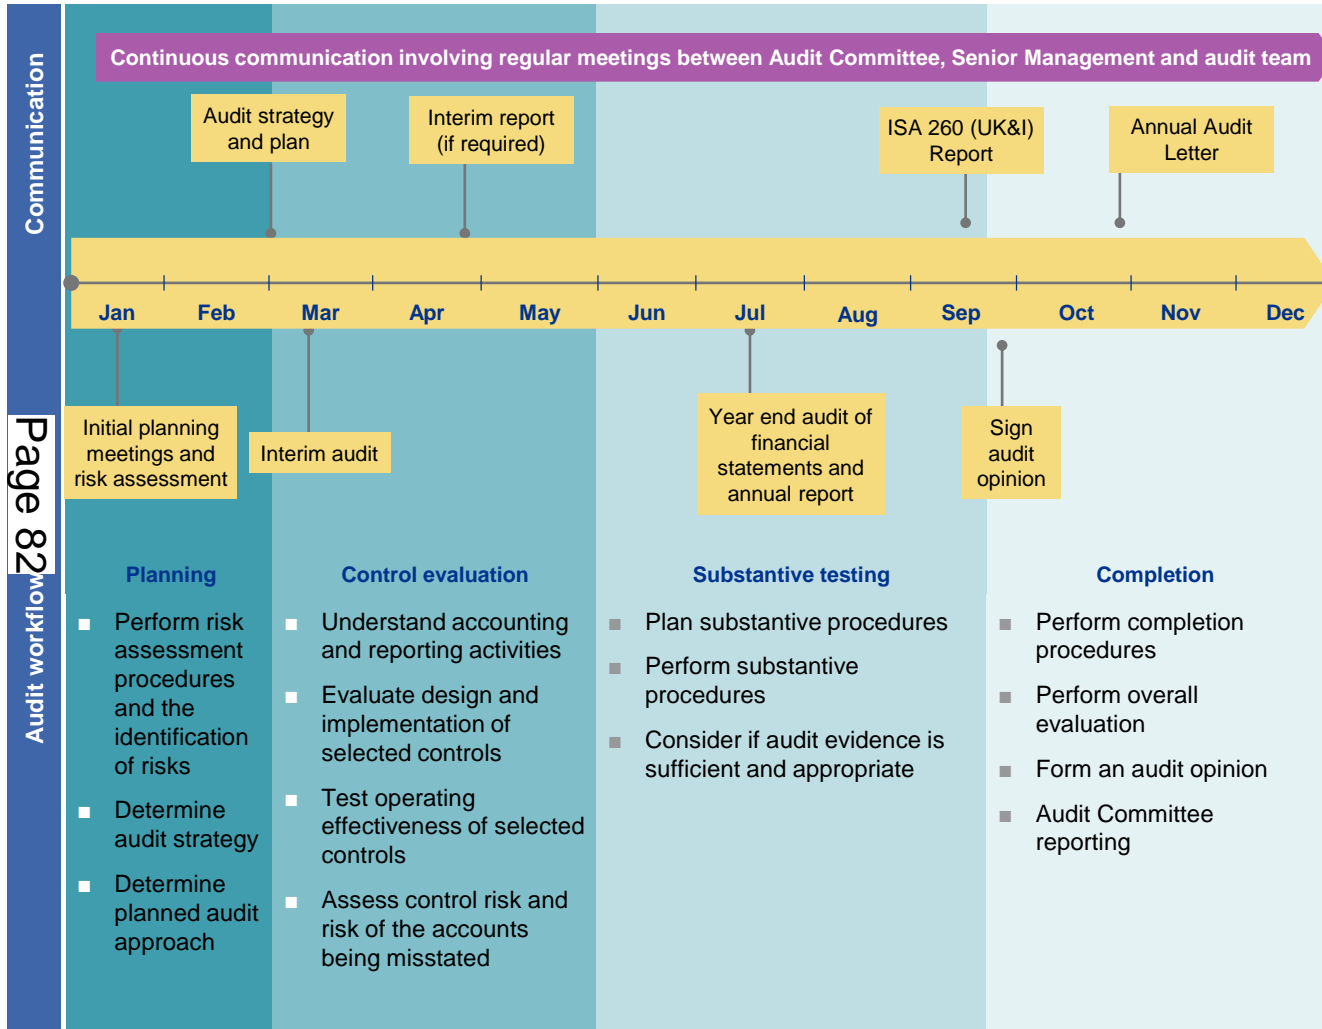 Communication
Continuous communication involving regular meetings between Audit Committee, Senior Management and audit team
Audit strategy
and plan
Interim report
(if required)
ISA 260 (UK&I)
Report
Annual Audit
Letter
Jan
Feb
Mar
Apr
May
Jun
Jul
Aug
Sep
Oct
Nov
Dec
Initial planning
meetings and
risk assessment
Interim audit
Year end audit of
financial
statements and
annual report
Sign
audit
opinion
Page 82
Audit workflow
Planning
■ Perform risk
assessment
procedures
and the
identification
of risks
■ Determine
audit strategy
■ Determine
planned audit
approach
Control evaluation
■ Understand accounting
and reporting activities
■ Evaluate design and
implementation of
selected controls
■ Test operating
effectiveness of selected
controls
■ Assess control risk and
risk of the accounts
being misstated
Substantive testing
■ Plan substantive procedures
■ Perform substantive
procedures
■ Consider if audit evidence is
sufficient and appropriate
Completion
■ Perform completion
procedures
■ Perform overall
evaluation
■ Form an audit opinion
■ Audit Committee
reporting